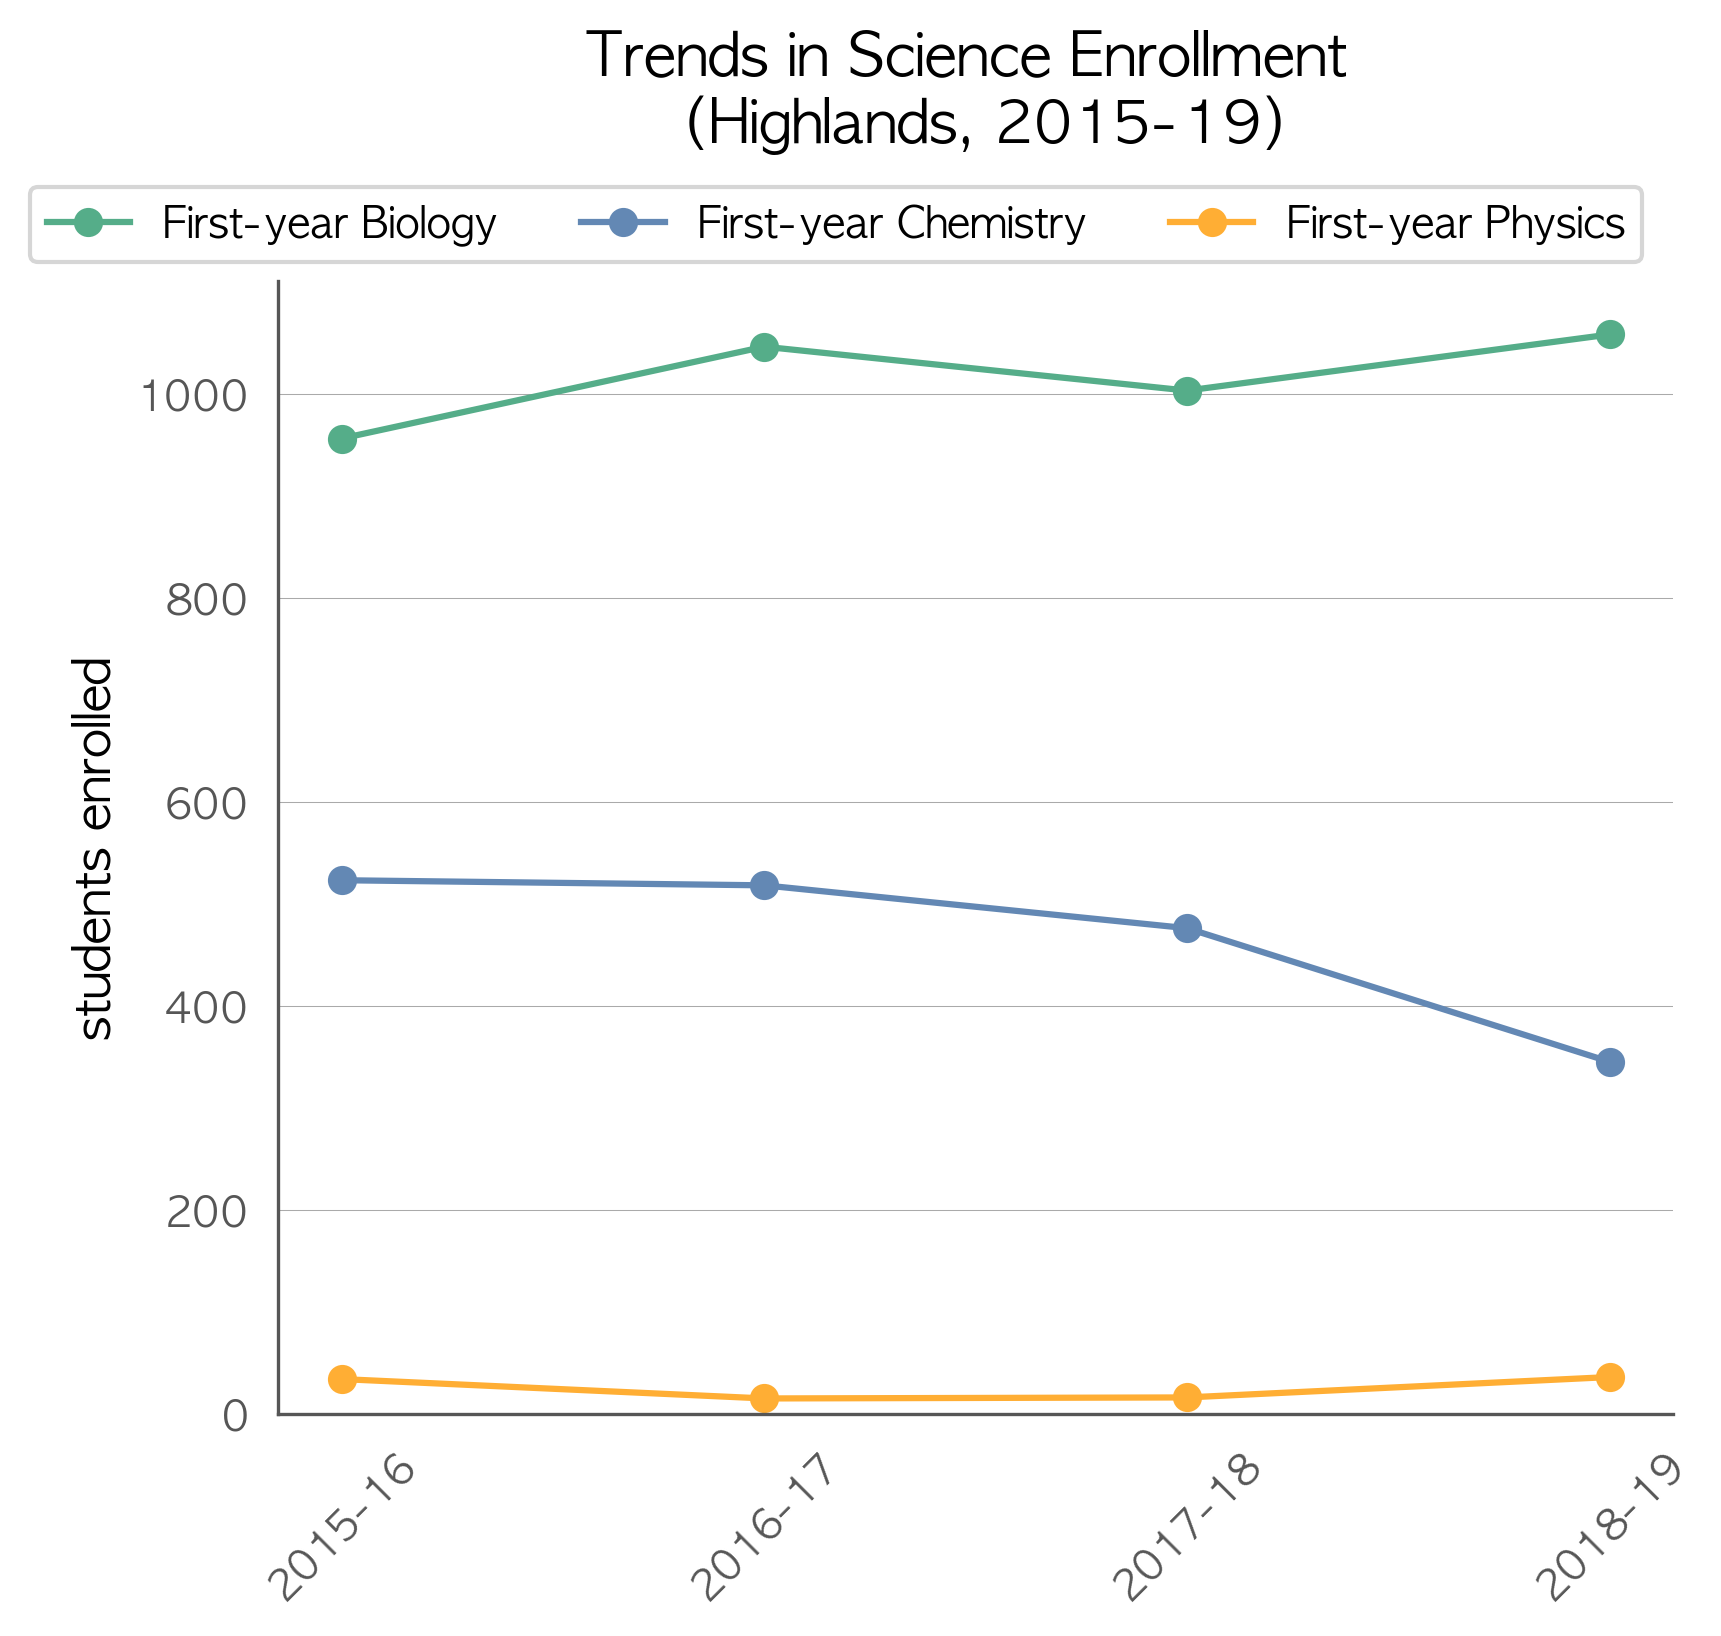 Trends in Science Enrollment
(Highlands, 2015-19)
First-year Biology
First-year Chemistry
First-year Physics
students enrolled
1000
800
600
400
200
0
2015-16
2016-17
2017-18
2018-19